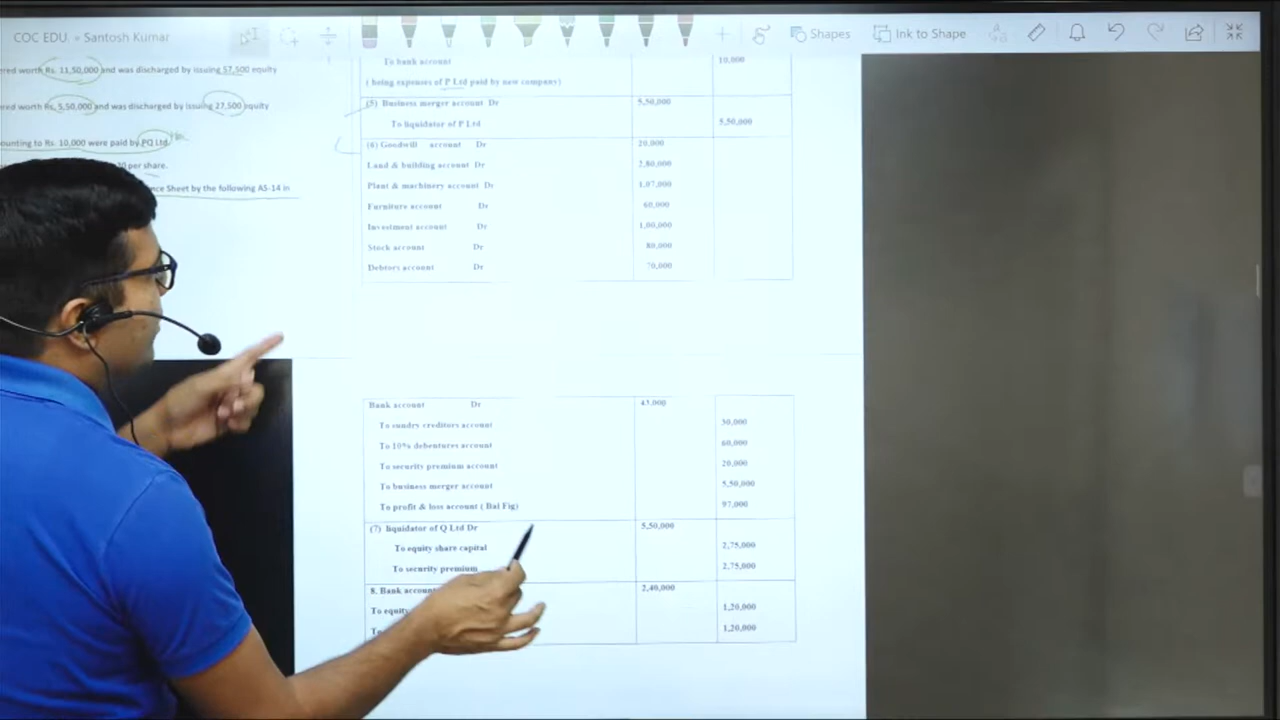 COC EDU. » Santosh Kumar
Shapes
Ink to Shape
ered worth Rs. 11,50,000 and was discharged by issuing 57,500 equity
ered worth Rs. 5,50,000 and was discharged by issuing 27,500 equity
ounting to Rs. 10,000 were paid by PQ Ltd.
per share.
nce Sheet by the following AS-14 in
To bank account 10,000
( being expenses of P Ltd paid by new company)
(5) Business merger account Dr 5,50,000
To liquidator of P Ltd 5,50,000
(6) Goodwill account Dr 20,000
Land & building account Dr 2,80,000
Plant & machinery account Dr 1,07,000
Furniture account Dr 60,000
Investment account Dr 1,00,000
Stock account Dr 80,000
Debtors account Dr 70,000
Bank account Dr
To sundry creditors account
To 10% debentures account 60,000
To security premium account 20,000
To business merger account 5,50,000
To profit & loss account ( Bal Fig) 97,000
(7) liquidator of Q Ltd Dr 5,50,000
To equity share capital 2,75,000
To security premium 2,75,000
8. Bank account 2,40,000
To equity 1,20,000
1,20,000